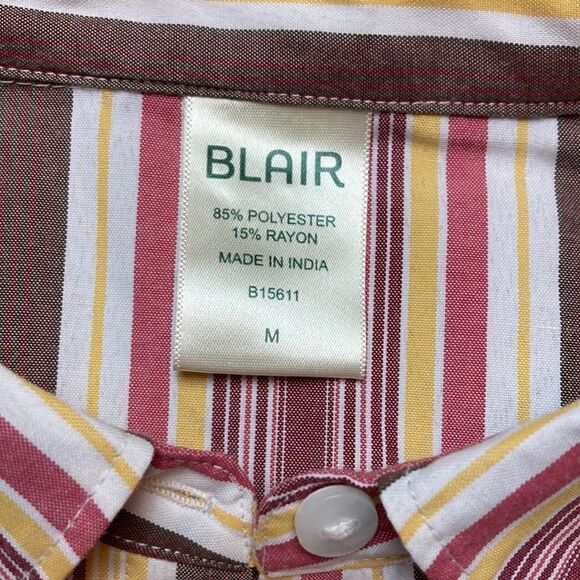 BLAIR
85% POLYESTER
15% RAYON
MADE IN INDIA
B15611
M